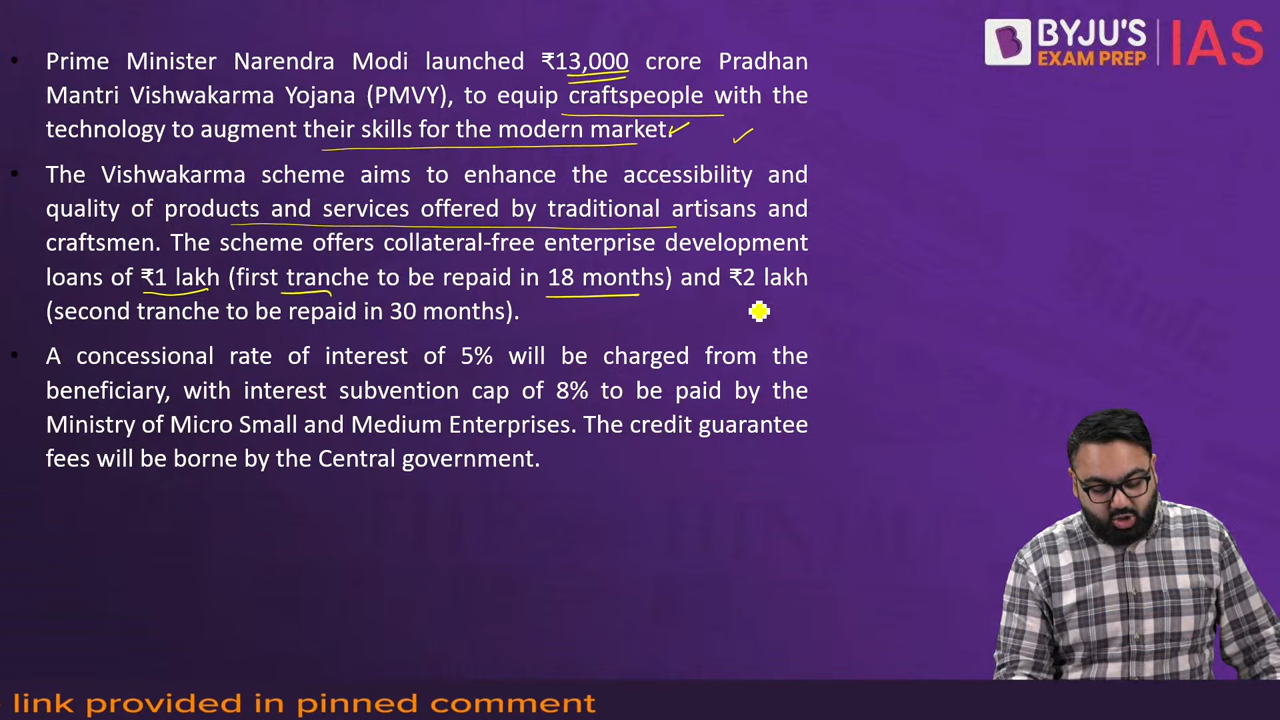 BYJU'S
EXAM PREP
IAS
• Prime Minister Narendra Modi launched ₹13,000 crore Pradhan
Mantri Vishwakarma Yojana (PMVY), to equip craftspeople with the
technology to augment their skills for the modern market.
• The Vishwakarma scheme aims to enhance the accessibility and
quality of products and services offered by traditional artisans and
craftsmen. The scheme offers collateral-free enterprise development
loans of ₹1 lakh (first tranche to be repaid in 18 months) and ₹2 lakh
(second tranche to be repaid in 30 months).
• A concessional rate of interest of 5% will be charged from the
beneficiary, with interest subvention cap of 8% to be paid by the
Ministry of Micro Small and Medium Enterprises. The credit guarantee
fees will be borne by the Central government.
link provided in pinned comment